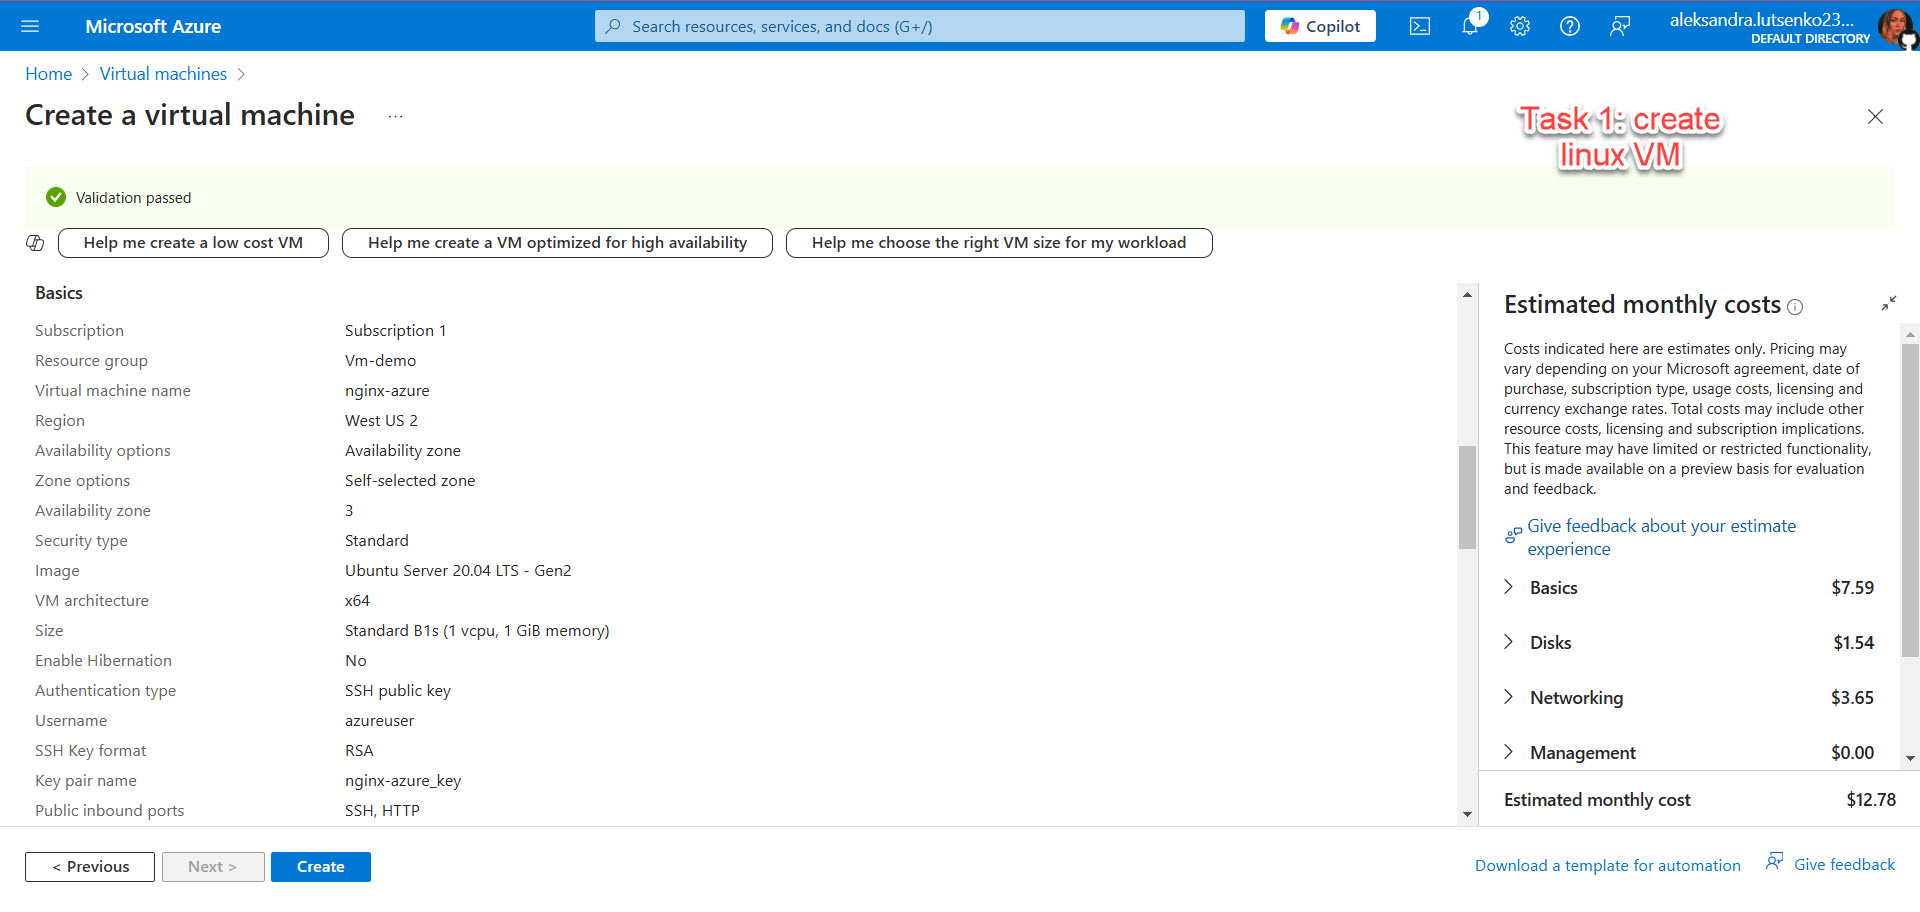 Microsoft Azure
Search resources, services, and docs (G+/)
Copilot
1
aleksandra.lutsenko23...
DEFAULT DIRECTORY
Home > Virtual machines >
Create a virtual machine ...
Task 1: create
linux VM
Validation passed
Help me create a low cost VM
Help me create a VM optimized for high availability
Help me choose the right VM size for my workload
Basics
Subscription Subscription 1
Resource group Vm-demo
Virtual machine name nginx-azure
Region West US 2
Availability options Availability zone
Zone options Self-selected zone
Availability zone 3
Security type Standard
Image Ubuntu Server 20.04 LTS - Gen2
VM architecture x64
Size Standard B1s (1 vcpu, 1 GiB memory)
Enable Hibernation No
Authentication type SSH public key
Username azureuser
SSH Key format RSA
Key pair name nginx-azure_key
Public inbound ports SSH, HTTP
Estimated monthly costs
Costs indicated here are estimates only. Pricing may
vary depending on your Microsoft agreement, date of
purchase, subscription type, usage costs, licensing and
currency exchange rates. Total costs may include other
resource costs, licensing and subscription implications.
This feature may have limited or restricted functionality,
but is made available on a preview basis for evaluation
and feedback.
Give feedback about your estimate
experience
Basics $7.59
Disks $1.54
Networking $3.65
Management $0.00
Estimated monthly cost $12.78
< Previous
Next >
Create
Download a template for automation
Give feedback